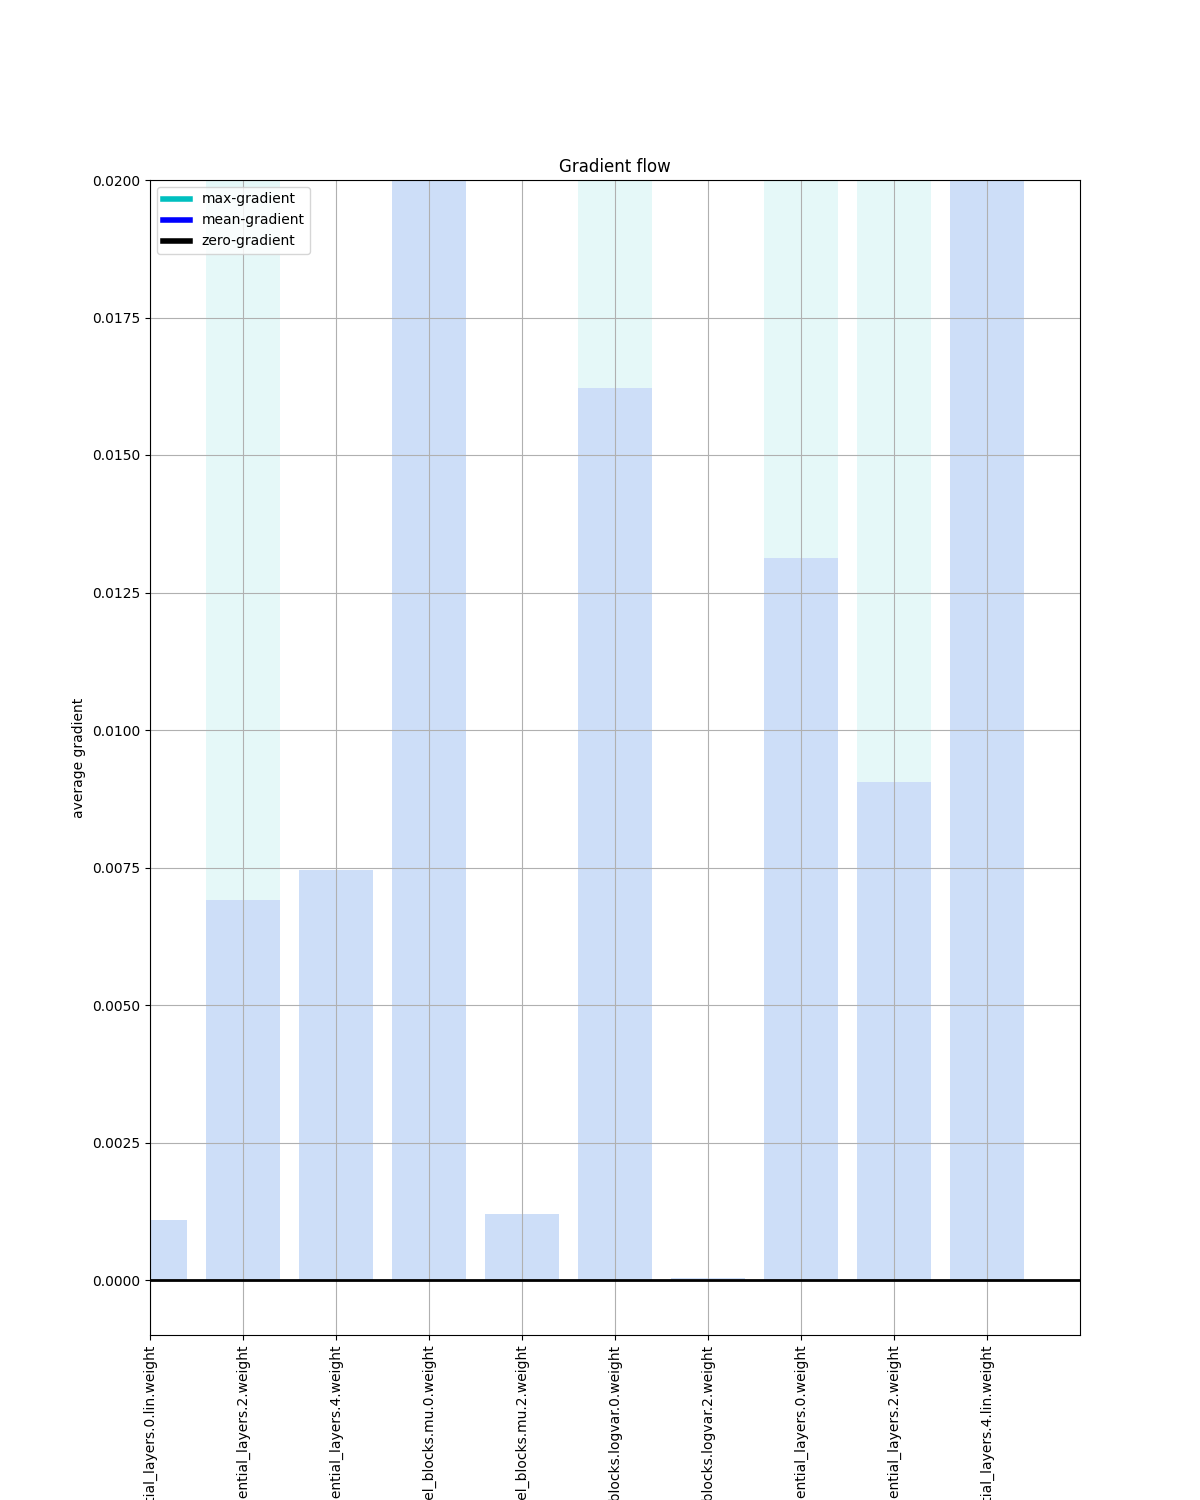 Gradient flow
max-gradient
mean-gradient
zero-gradient
0.0200
0.0175
0.0150
0.0125
0.0100
0.0075
0.0050
0.0025
0.0000
average gradient
tial_layers.0.lin.weight
ential_layers.2.weight
ential_layers.4.weight
el_blocks.mu.0.weight
el_blocks.mu.2.weight
blocks.logvar.0.weight
blocks.logvar.2.weight
ential_layers.0.weight
ential_layers.2.weight
tial_layers.4.lin.weight